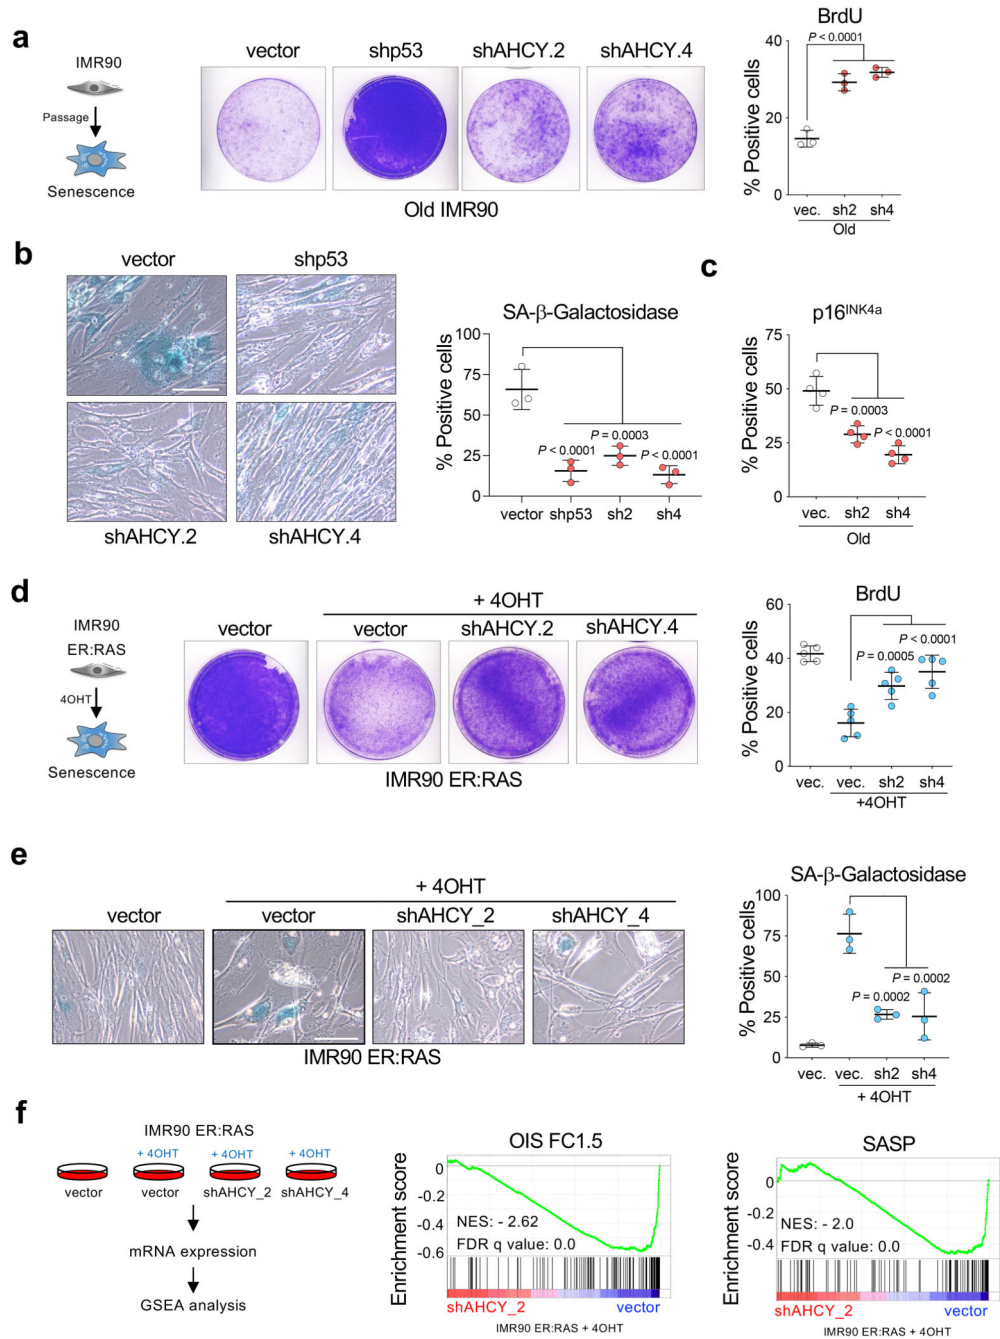 a
IMR90
Passage
Senescence
vector
shp53
shAHCY.2
shAHCY.4
Old IMR90
BrdU
P < 0.0001
% Positive cells
40
30
20
10
0
vec. sh2 sh4
Old
b
vector
shp53
shAHCY.2
shAHCY.4
SA-β-Galactosidase
% Positive cells
100
75
50
25
0
P < 0.0001
P = 0.0003
P < 0.0001
vector shp53 sh2 sh4
c
p16INK4a
% Positive cells
75
50
25
0
P = 0.0003
P < 0.0001
vec. sh2 sh4
Old
d
IMR90
ER:RAS
4OHT
Senescence
+ 4OHT
vector
vector
shAHCY.2
shAHCY.4
IMR90 ER:RAS
BrdU
% Positive cells
60
40
20
0
P < 0.0001
P = 0.0005
vec. vec. sh2 sh4
+4OHT
e
+ 4OHT
vector
vector
shAHCY_2
shAHCY_4
IMR90 ER:RAS
SA-β-Galactosidase
% Positive cells
100
75
50
25
0
P = 0.0002
P = 0.0002
vec. vec. sh2 sh4
+ 4OHT
f
IMR90 ER:RAS
+ 4OHT + 4OHT + 4OHT
vector vector shAHCY_2 shAHCY_4
mRNA expression
GSEA analysis
OIS FC1.5
Enrichment score
0
-0.2
-0.4
-0.6
NES: - 2.62
FDR q value: 0.0
shAHCY_2 vector
IMR90 ER:RAS + 4OHT
SASP
Enrichment score
0
-0.2
-0.4
NES: - 2.0
FDR q value: 0.0
shAHCY_2 vector
IMR90 ER:RAS + 4OHT